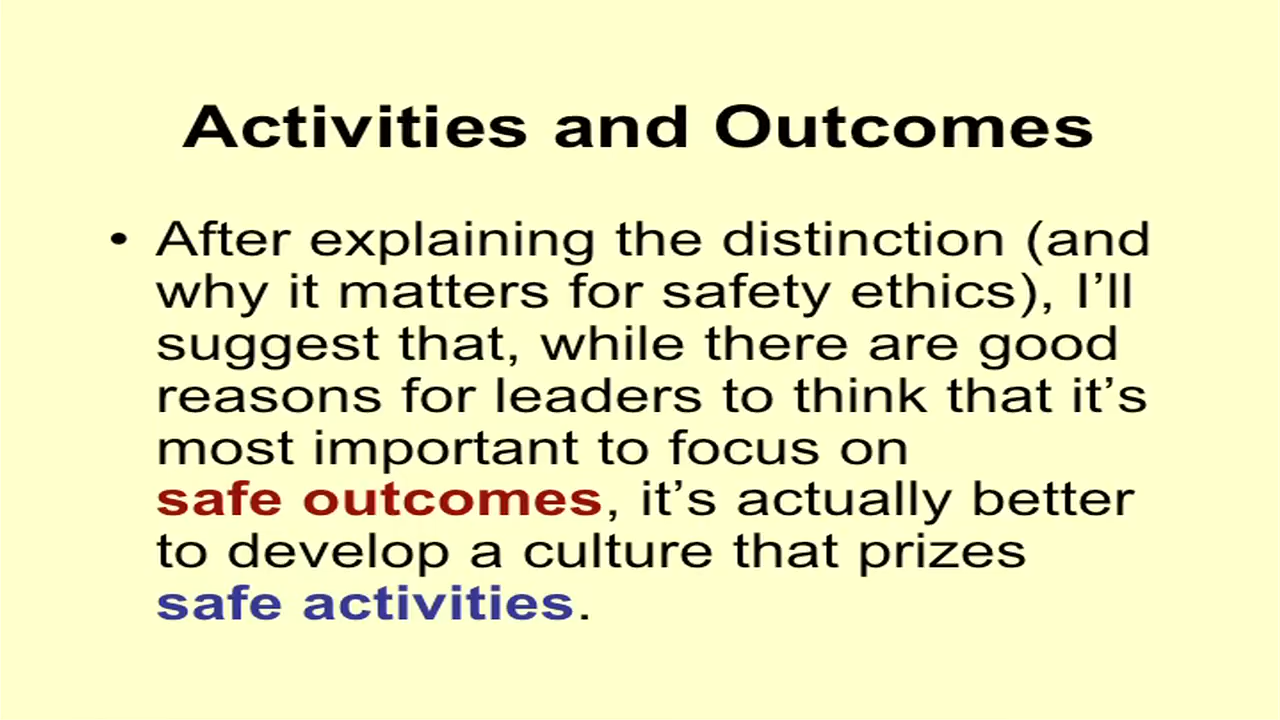 Activities and Outcomes
• After explaining the distinction (and
why it matters for safety ethics), I’ll
suggest that, while there are good
reasons for leaders to think that it’s
most important to focus on
safe outcomes, it’s actually better
to develop a culture that prizes
safe activities.